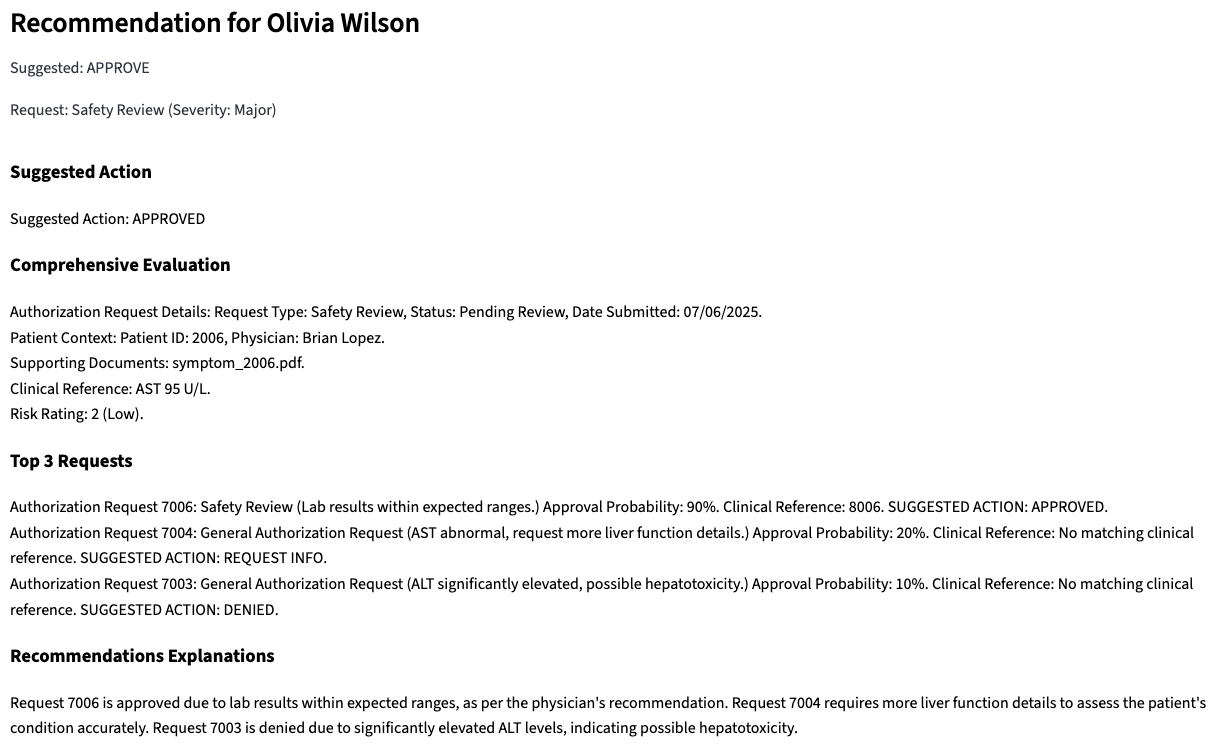 Recommendation for Olivia Wilson
Suggested: APPROVE
Request: Safety Review (Severity: Major)
Suggested Action
Suggested Action: APPROVED
Comprehensive Evaluation
Authorization Request Details: Request Type: Safety Review, Status: Pending Review, Date Submitted: 07/06/2025.
Patient Context: Patient ID: 2006, Physician: Brian Lopez.
Supporting Documents: symptom_2006.pdf.
Clinical Reference: AST 95 U/L.
Risk Rating: 2 (Low).
Top 3 Requests
Authorization Request 7006: Safety Review (Lab results within expected ranges.) Approval Probability: 90%. Clinical Reference: 8006. SUGGESTED ACTION: APPROVED.
Authorization Request 7004: General Authorization Request (AST abnormal, request more liver function details.) Approval Probability: 20%. Clinical Reference: No matching clinical
reference. SUGGESTED ACTION: REQUEST INFO.
Authorization Request 7003: General Authorization Request (ALT significantly elevated, possible hepatotoxicity.) Approval Probability: 10%. Clinical Reference: No matching clinical
reference. SUGGESTED ACTION: DENIED.
Recommendations Explanations
Request 7006 is approved due to lab results within expected ranges, as per the physician's recommendation. Request 7004 requires more liver function details to assess the patient's
condition accurately. Request 7003 is denied due to significantly elevated ALT levels, indicating possible hepatotoxicity.